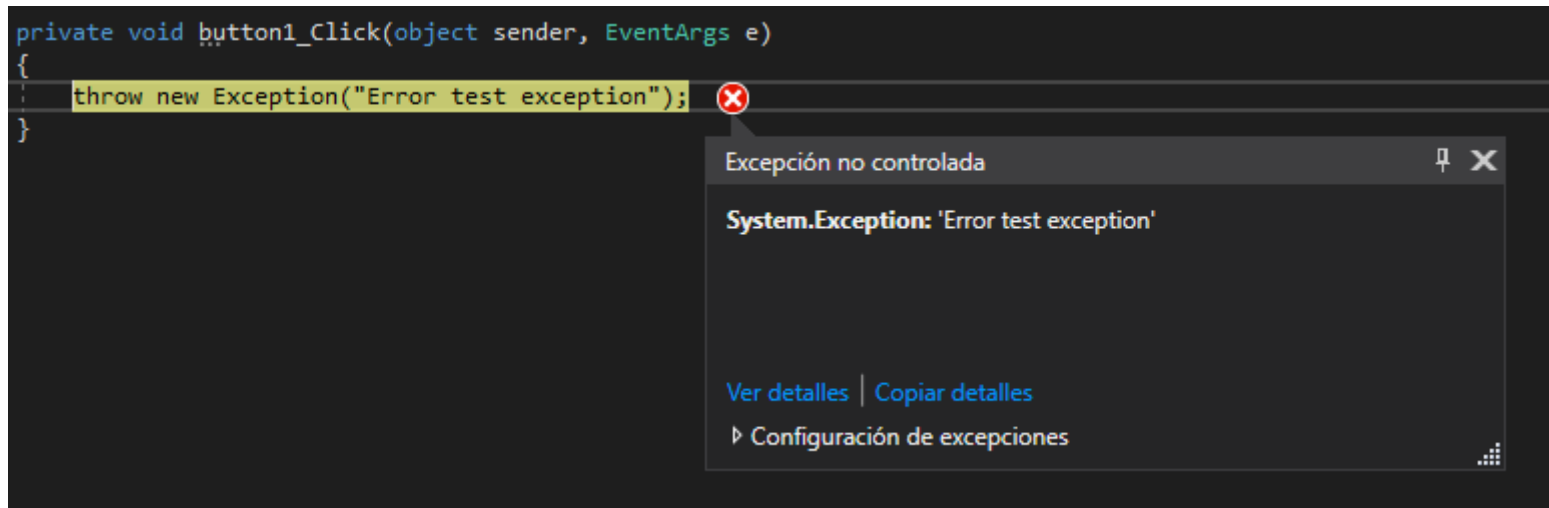 private void button1_Click(object sender, EventArgs e)
{
throw new Exception("Error test exception");
}
Excepción no controlada
System.Exception: 'Error test exception'
Ver detalles | Copiar detalles
Configuración de excepciones